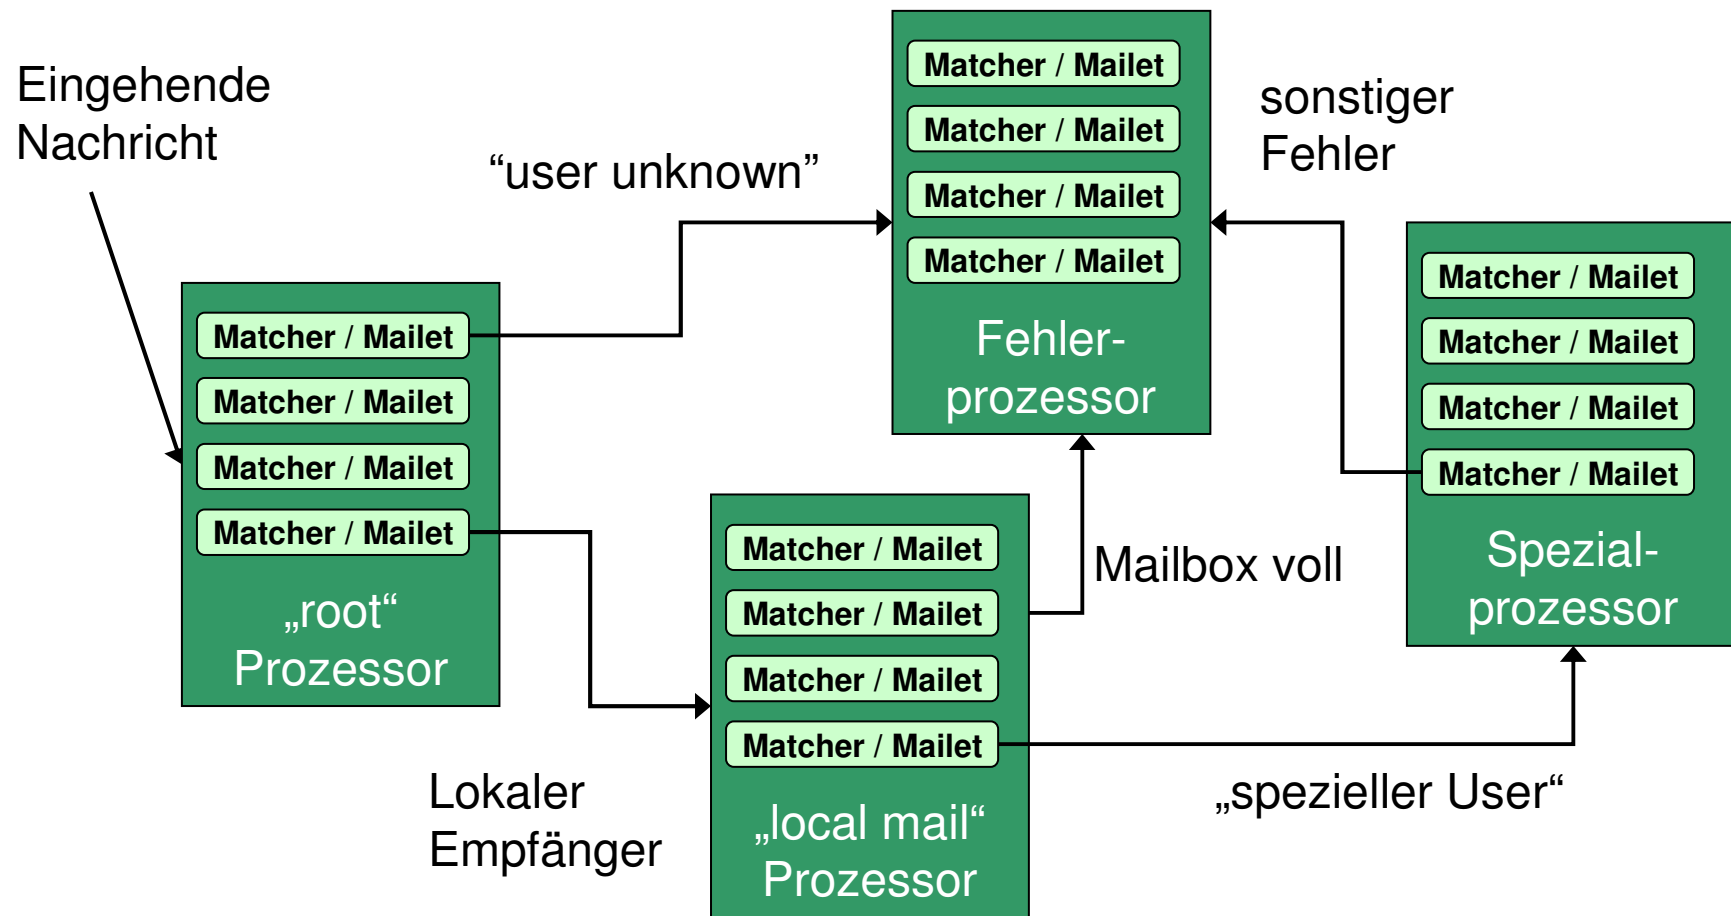 Eingehende
Nachricht
“user unknown”
Matcher / Mailet
Matcher / Mailet
Matcher / Mailet
Matcher / Mailet
Fehler-
prozessor
sonstiger
Fehler
Matcher / Mailet
Matcher / Mailet
Matcher / Mailet
Matcher / Mailet
„root“
Prozessor
Matcher / Mailet
Matcher / Mailet
Matcher / Mailet
Matcher / Mailet
Spezial-
prozessor
Mailbox voll
Matcher / Mailet
Matcher / Mailet
Matcher / Mailet
Matcher / Mailet
„local mail“
Prozessor
Lokaler
Empfänger
„spezieller User“